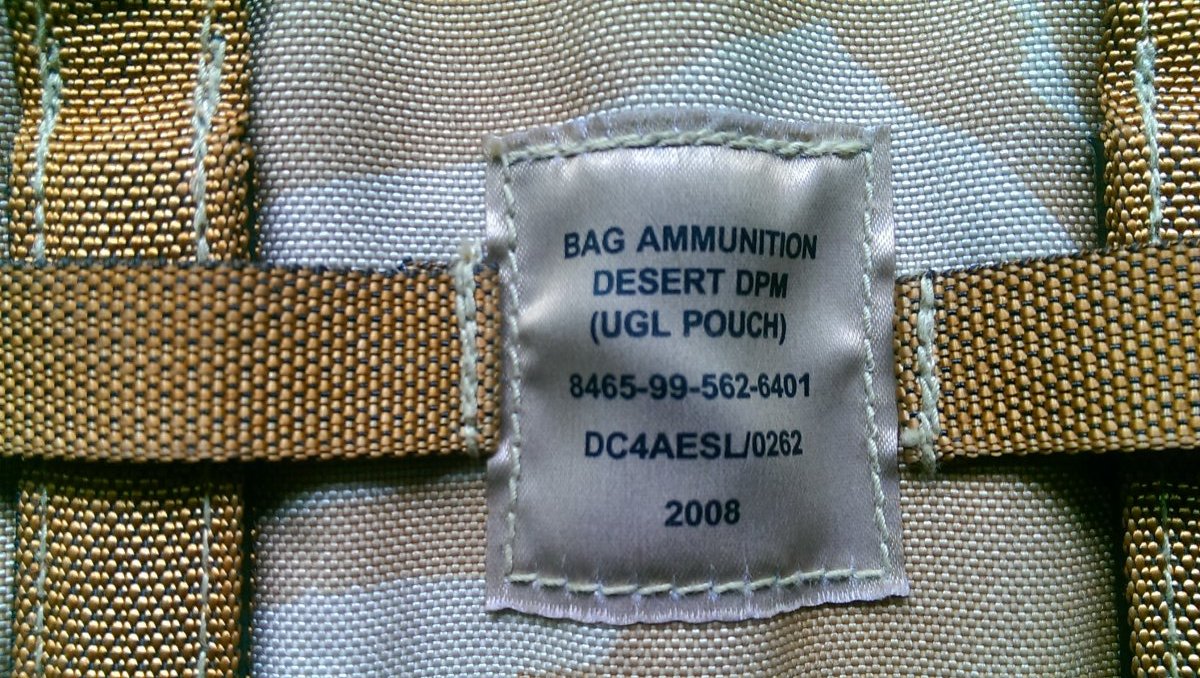 BAG AMMUNITION
DESERT DPM
(UGL POUCH)
8465-99-562-6401
DC4AESL/0262
2008